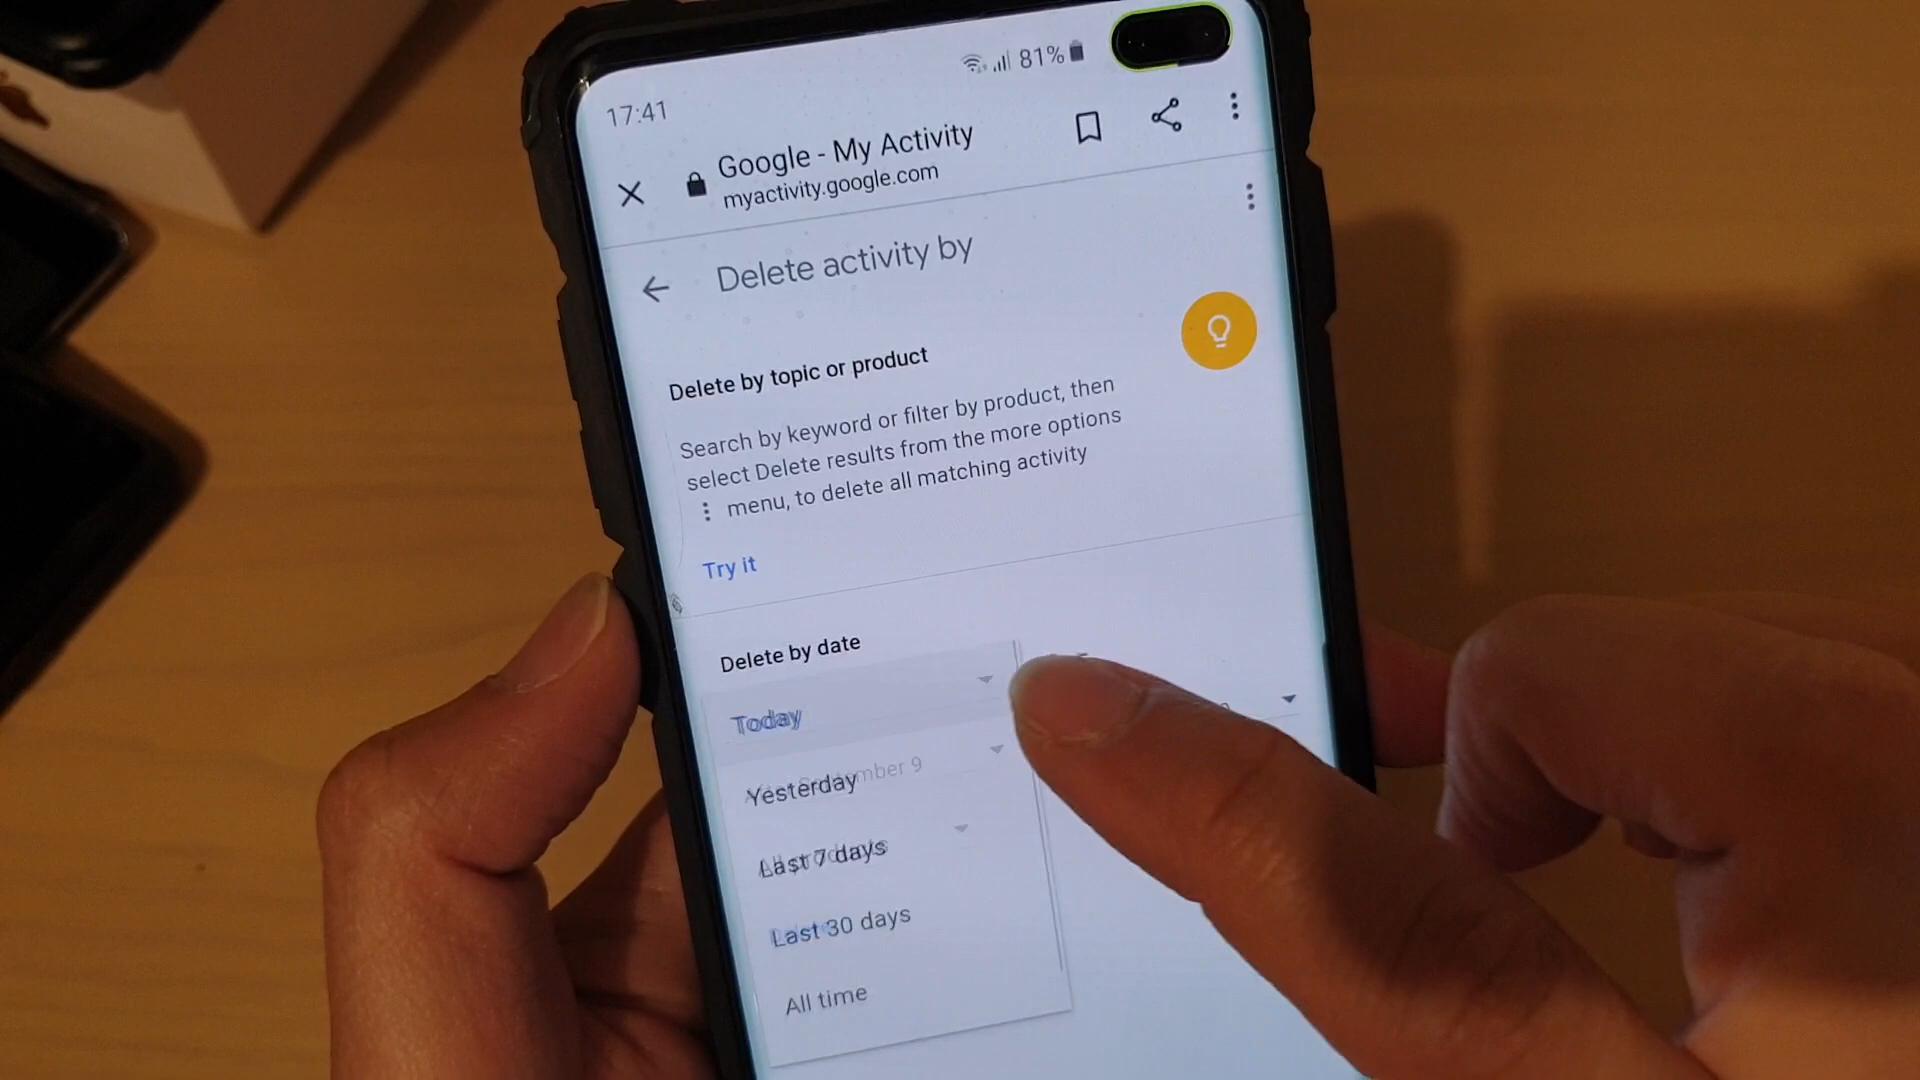 17:41
81%
Google - My Activity
myactivity.google.com
Delete activity by
Delete by topic or product
Search by keyword or filter by product, then
select Delete results from the more options
menu, to delete all matching activity
Try it
Delete by date
Today
Yesterday
September 9
Last 7 days
Last 30 days
All time